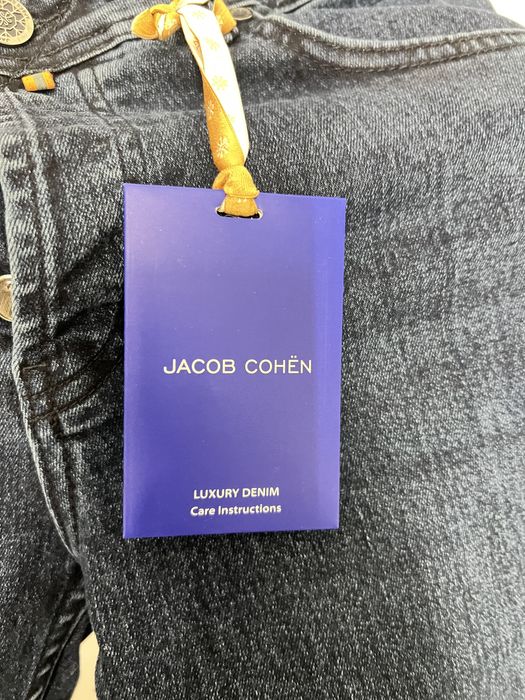 JACOB COHËN
LUXURY DENIM
Care Instructions